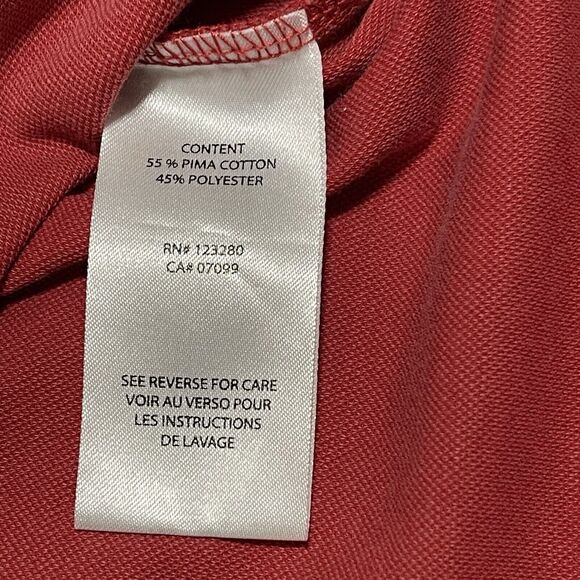 CONTENT
55 % PIMA COTTON
45% POLYESTER
RN# 123280
CA# 07099
SEE REVERSE FOR CARE
VOIR AU VERSO POUR
LES INSTRUCTIONS
DE LAVAGE